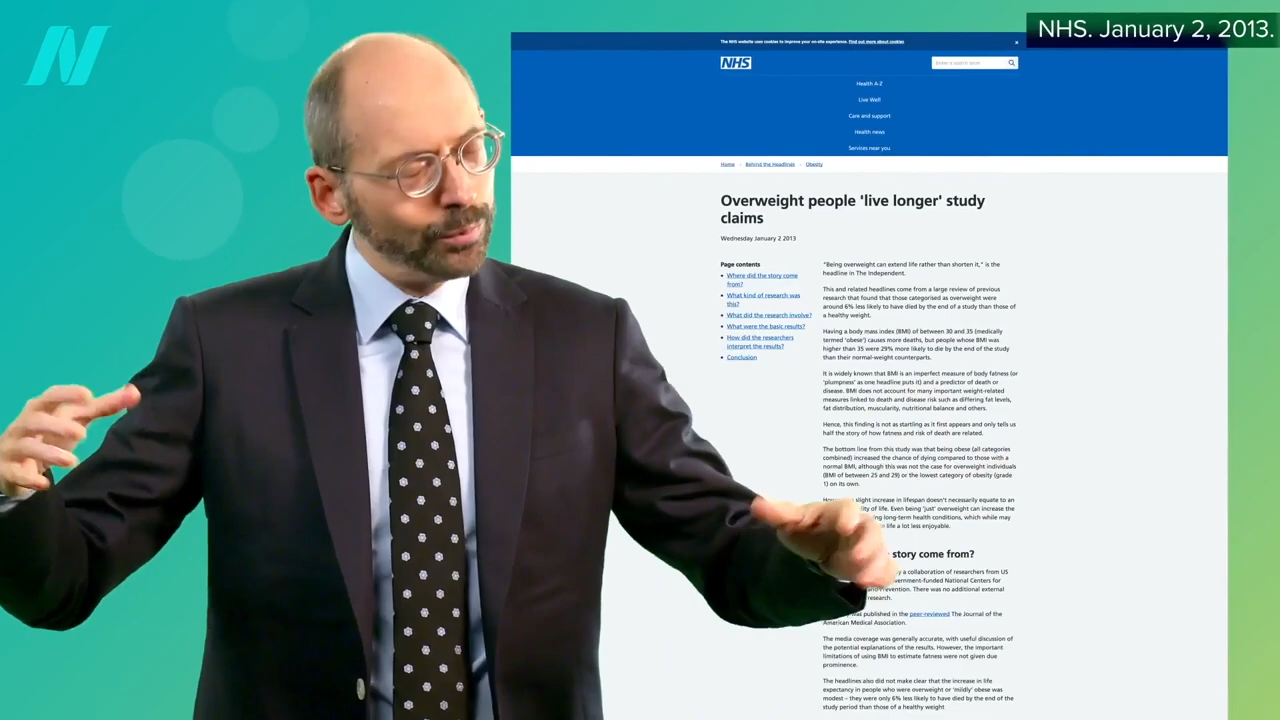 NHS. January 2, 2013.
The NHS website uses cookies to improve your on-site experience. Find out more about cookies
×
NHS
Health A-Z
Live Well
Care and support
Health news
Services near you
Home
Behind the Headlines
Obesity
Overweight people 'live longer' study
claims
Wednesday January 2 2013
Page contents
Where did the story come
from?
What kind of research was
this?
What did the research involve?
What were the basic results?
How did the researchers
interpret the results?
Conclusion
"Being overweight can extend life rather than shorten it," is the
headline in The Independent.
This and related headlines come from a large review of previous
research that found that those categorised as overweight were
around 6% less likely to have died by the end of a study than those of
a healthy weight.
Having a body mass index (BMI) of between 30 and 35 (medically
termed 'obese') causes more deaths, but people whose BMI was
higher than 35 were 29% more likely to die by the end of the study
than their normal-weight counterparts.
It is widely known that BMI is an imperfect measure of body fatness (or
'plumpness' as one headline puts it) and a predictor of death or
disease. BMI does not account for many important weight-related
measures linked to death and disease risk such as differing fat levels,
fat distribution, muscularity, nutritional balance and others.
Hence, this finding is not as startling as it first appears and only tells us
half the story of how fatness and risk of death are related.
The bottom line from this study was that being obese (all categories
combined) increased the chance of dying compared to those with a
normal BMI, although this was not the case for overweight individuals
(BMI of between 25 and 29) or the lowest category of obesity (grade
1) on its own.
slight increase in lifespan doesn't necessarily equate to an
of life. Even being 'just' overweight can increase the
long-term health conditions, which while may
life a lot less enjoyable.
story come from?
a collaboration of researchers from US
National Centers for
There was no additional external
research.
was published in the peer-reviewed The Journal of the
American Medical Association.
The media coverage was generally accurate, with useful discussion of
the potential explanations of the results. However, the important
limitations of using BMI to estimate fatness were not given due
prominence.
The headlines also did not make clear that the increase in life
expectancy in people who were overweight or 'mildly' obese was
modest – they were only 6% less likely to have died by the end of the
study period than those of a healthy weight